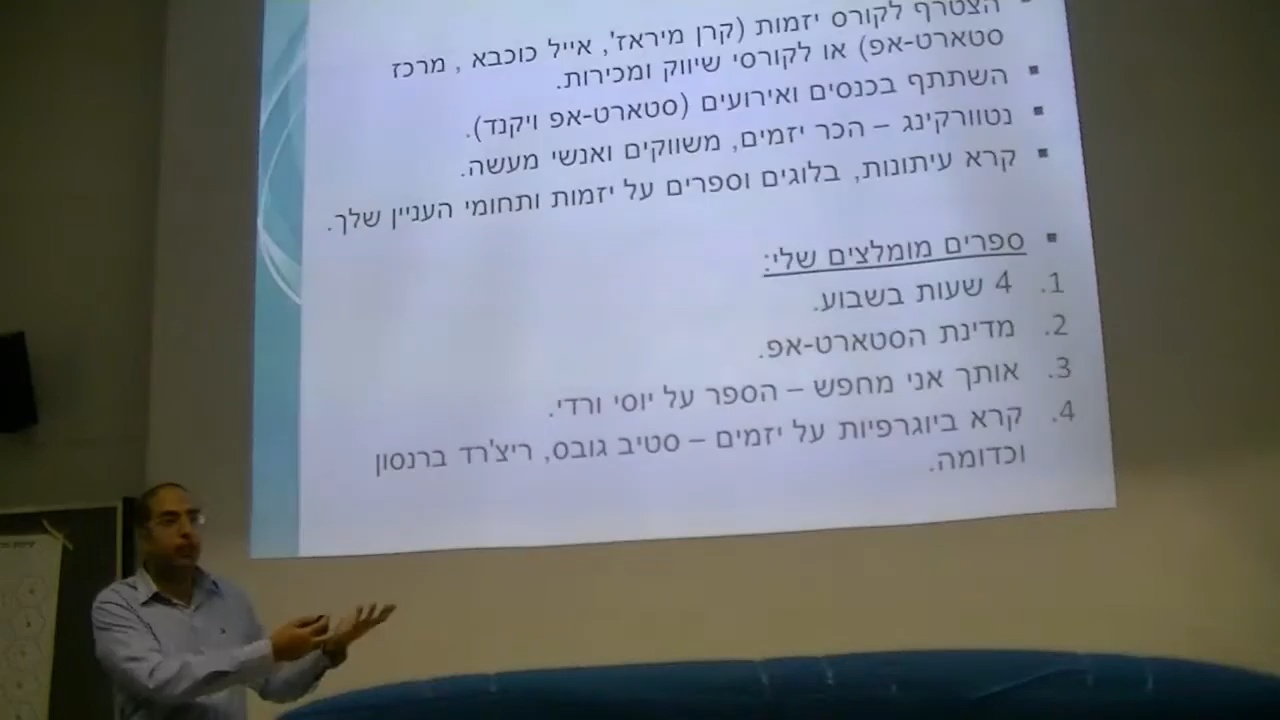 הצטרף לקורס יזמות (קרן מיראז', אייל כוכבא , מרכז
סטארט-אפ) או לקורסי שיווק ומכירות.
השתתף בכנסים ואירועים (סטארט-אפ ויקנד).
נטוורקינג – הכר יזמים, משווקים ואנשי מעשה.
קרא עיתונות, בלוגים וספרים על יזמות ותחומי העניין שלך.
ספרים מומלצים שלי:
1. 4 שעות בשבוע.
2. מדינת הסטארט-אפ.
3. אותך אני מחפש – הספר על יוסי ורדי.
4. קרא ביוגרפיות על יזמים – סטיב גובס, ריצ'רד ברנסון
וכדומה.